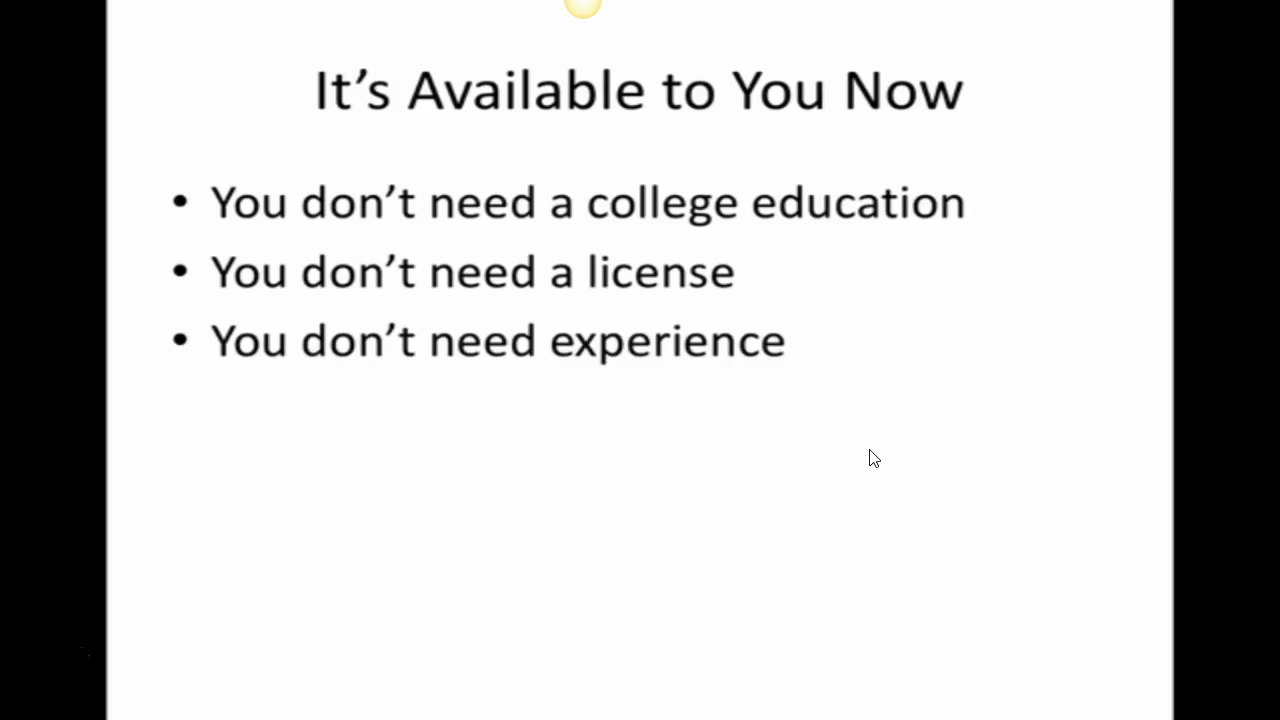 It’s Available to You Now
• You don’t need a college education
• You don’t need a license
• You don’t need experience